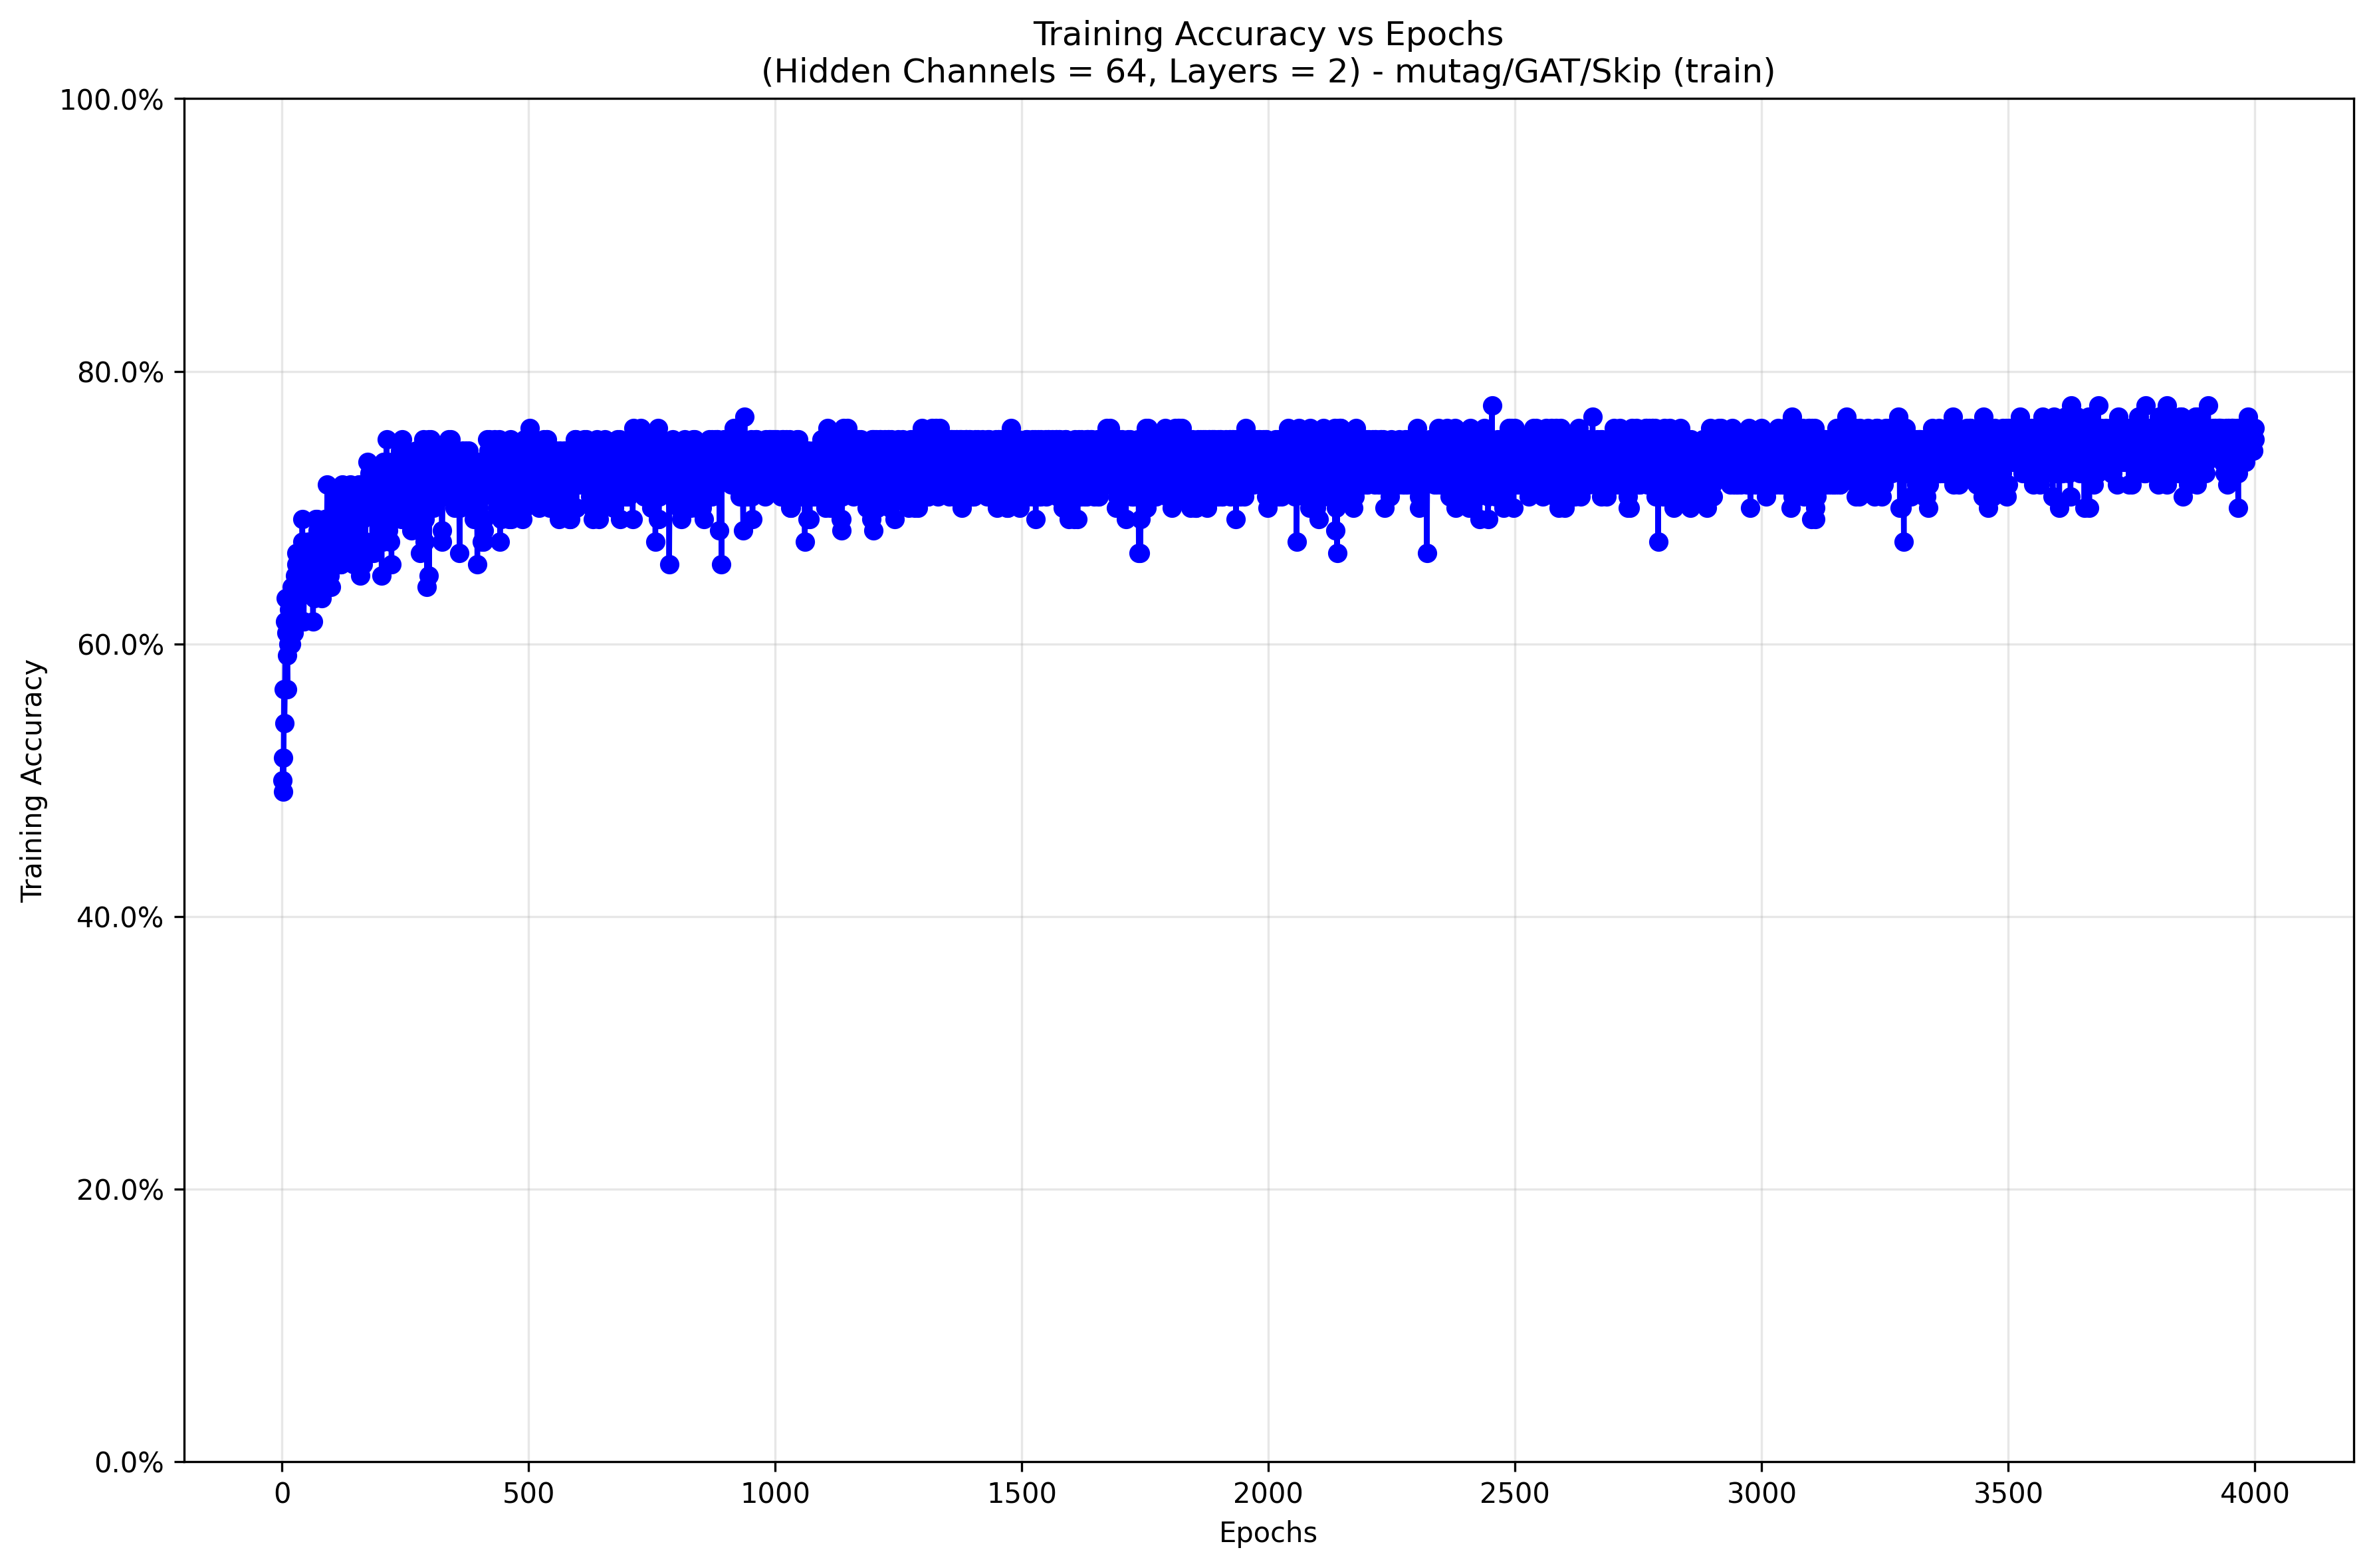 Training Accuracy vs Epochs
(Hidden Channels = 64, Layers = 2) - mutag/GAT/Skip (train)
100.0%
80.0%
60.0%
40.0%
20.0%
0.0%
Training Accuracy
0 500 1000 1500 2000 2500 3000 3500 4000
Epochs